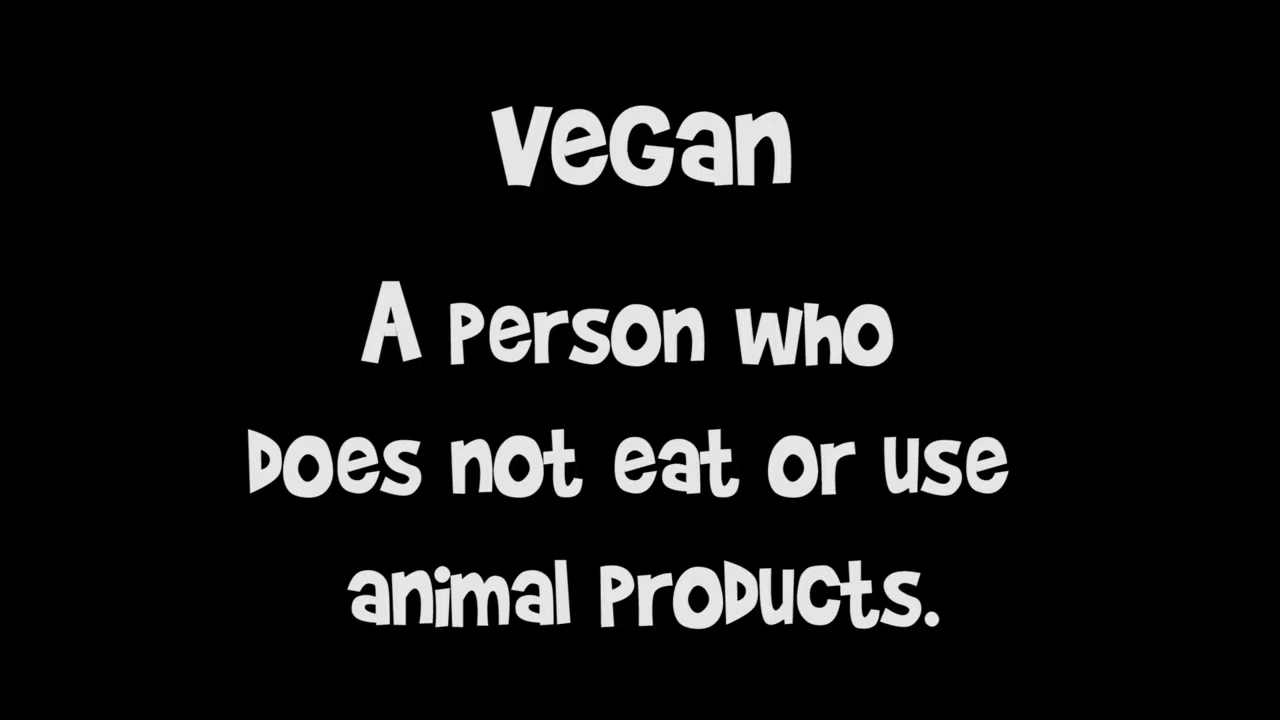 Vegan
A person who
Does not eat or use
animal products.